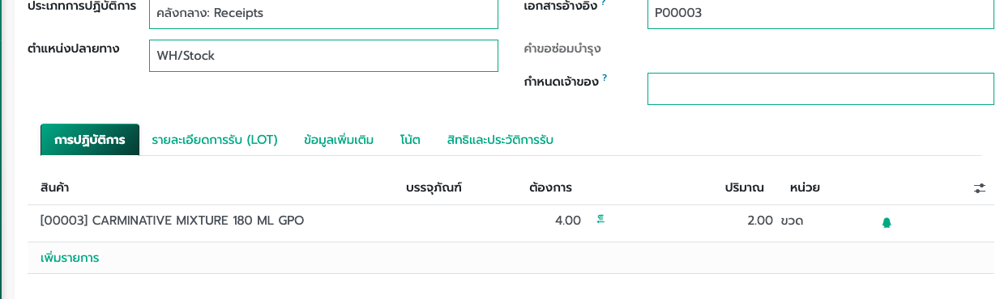 ประเภทการปฏิบัติการ คลังกลาง: Receipts เอกสารอ้างอิง ? P00003
ตำแหน่งปลายทาง WH/Stock คำขอซ่อมบำรุง
กำหนดเจ้าของ ?
การปฏิบัติการ รายละเอียดการรับ (LOT) ข้อมูลเพิ่มเติม โน้ต สิทธิและประวัติการรับ
สินค้า บรรจุภัณฑ์ ต้องการ ปริมาณ หน่วย
[00003] CARMINATIVE MIXTURE 180 ML GPO 4.00 2.00 ขวด
เพิ่มรายการ